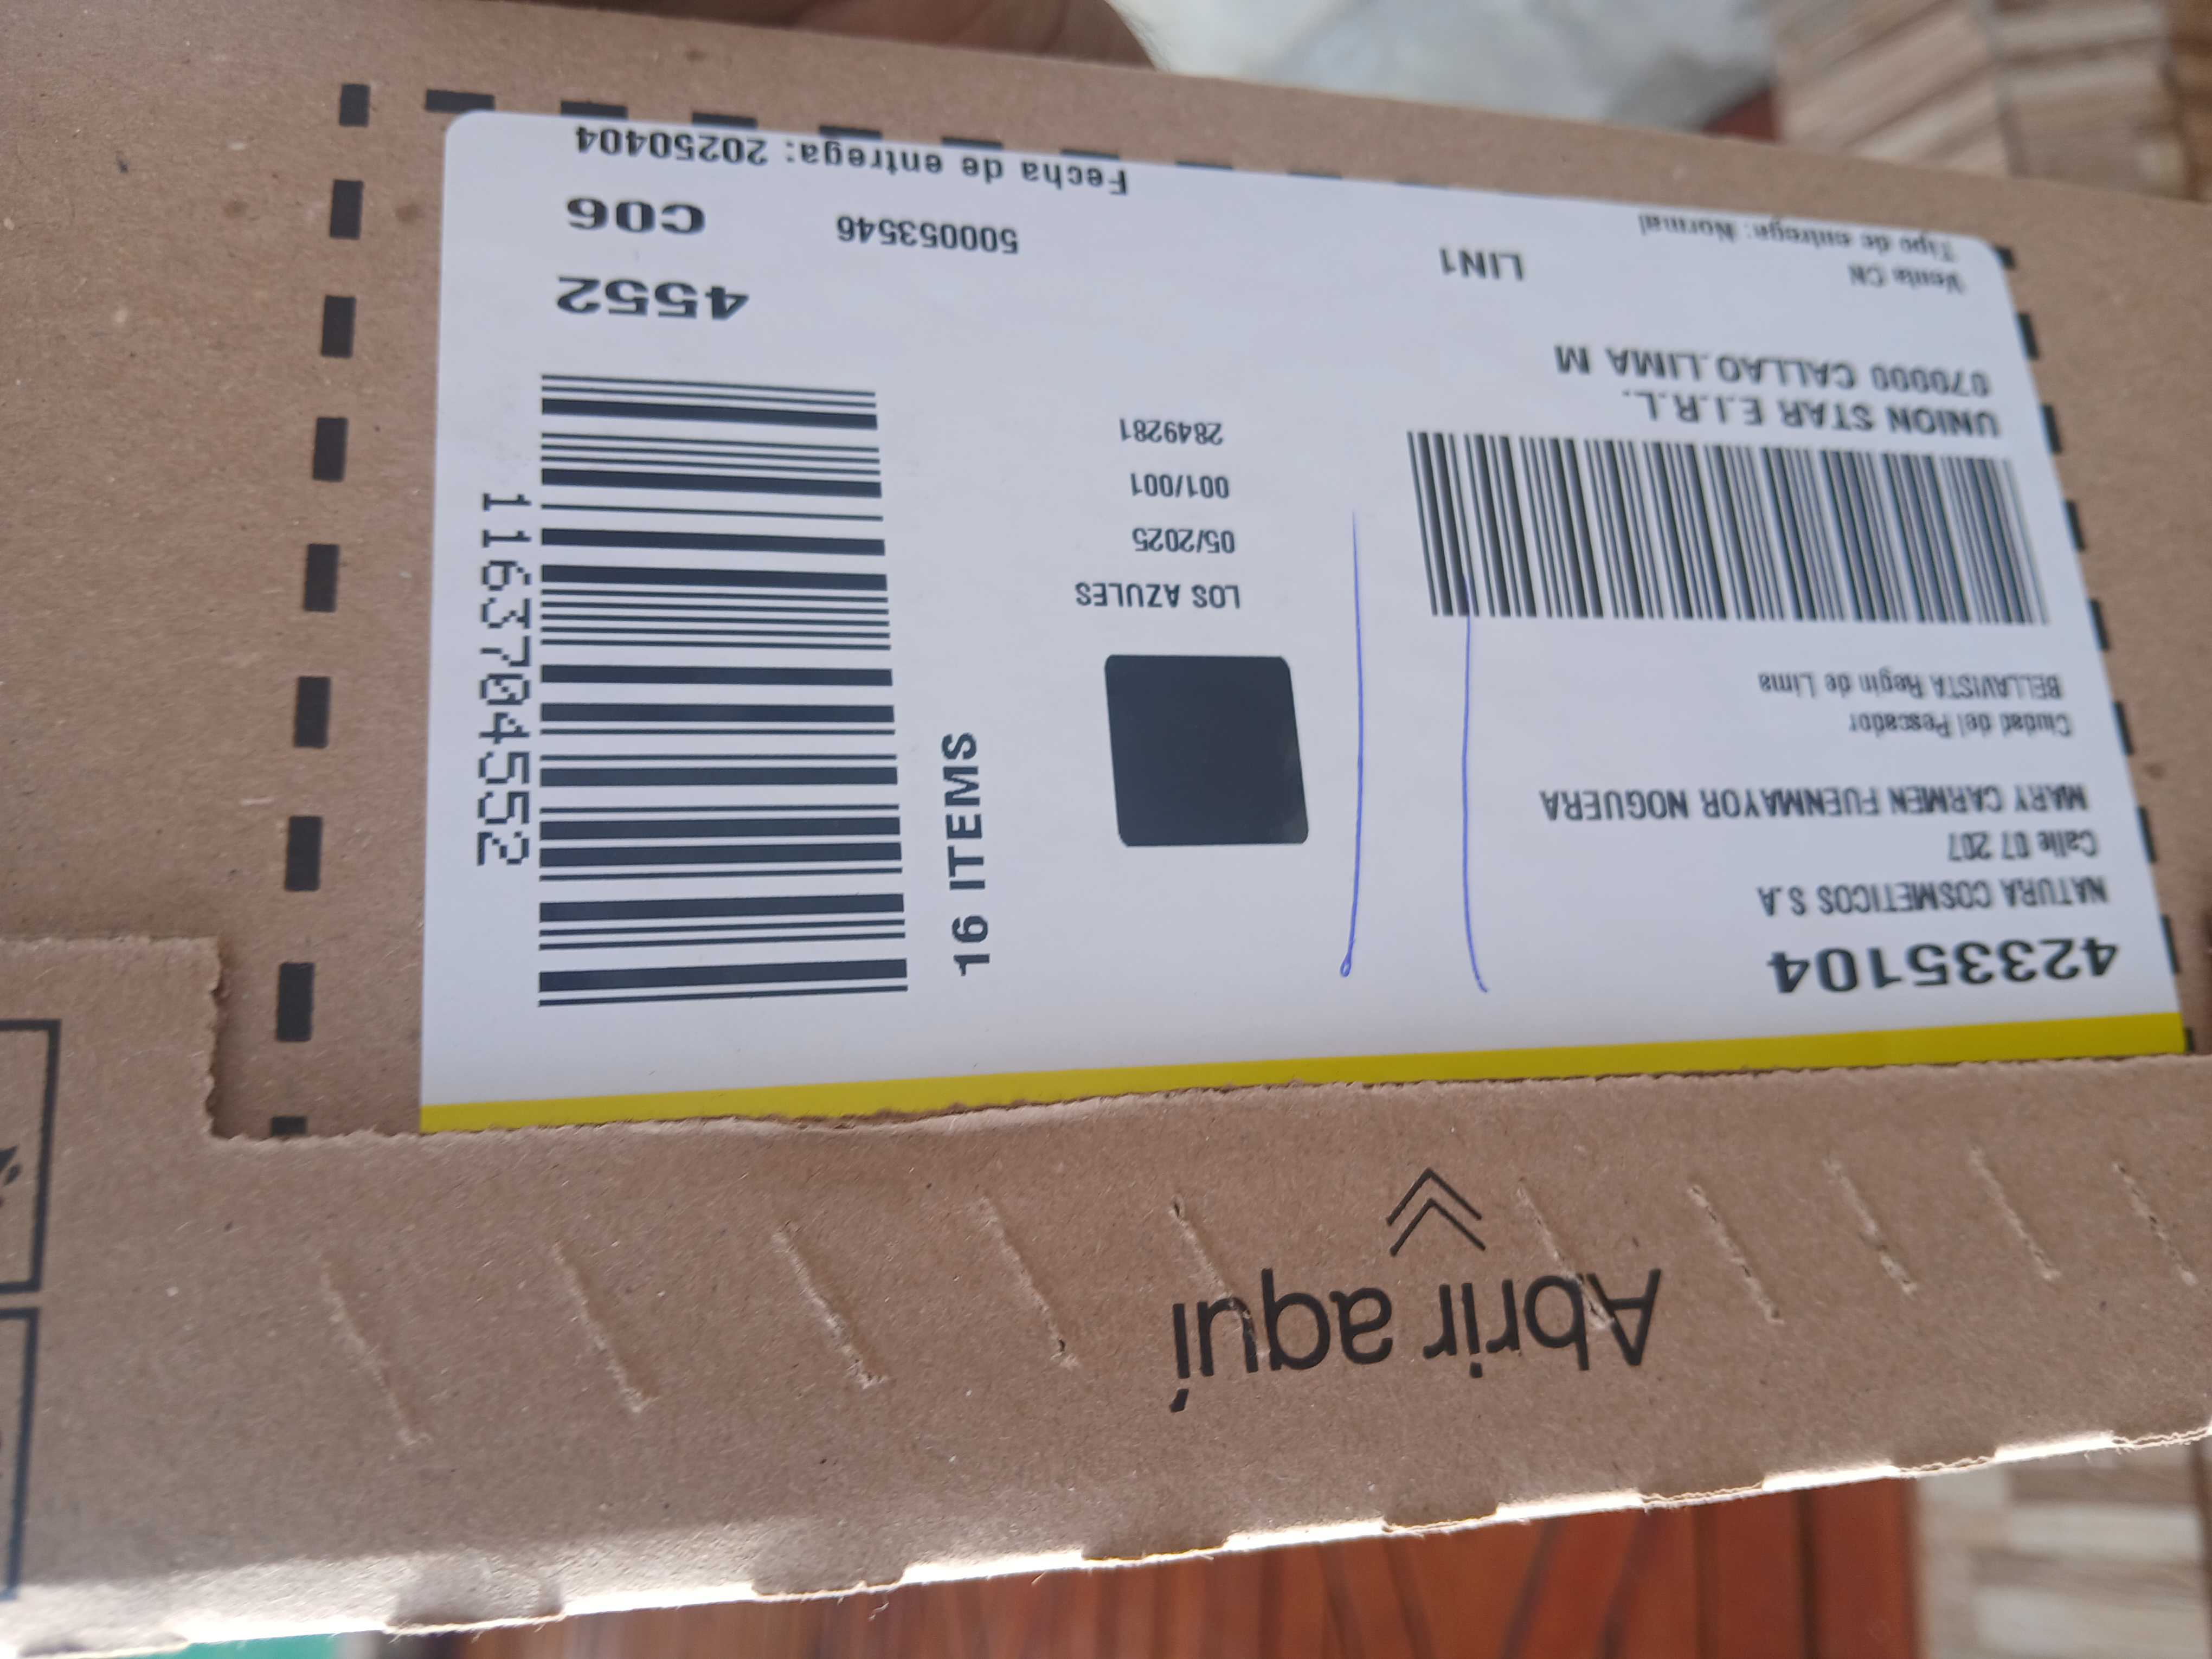 42335104
NATURA COSMETICOS S.A
Calle 07 207
MARY CARMEN FUENMAYOR NOGUERA
Ciudad del Pescador
BELLAVISTA Regin de Lima
UNION STAR E.I.R.L.
070000 CALLAO.LIMA M
Venta CN
Tipo de entrega: Normal
LIN1
LOS AZULES
05/2025
001/001
2849281
16 ITEMS
1163704552
4552
500053546
C06
Fecha de entrega: 20250404
Abrir aquí